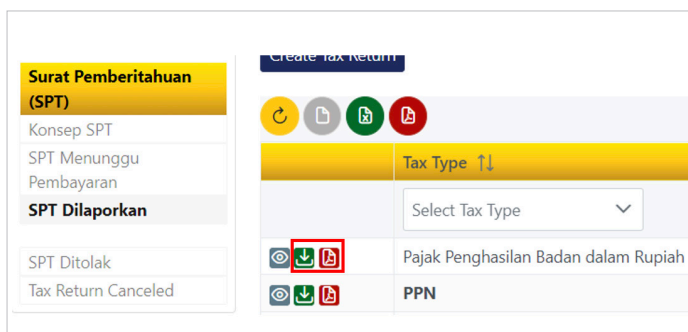 Create Tax Return
Surat Pemberitahuan
(SPT)
Konsep SPT
SPT Menunggu
Pembayaran
SPT Dilaporkan
SPT Ditolak
Tax Return Canceled
Tax Type
Select Tax Type
Pajak Penghasilan Badan dalam Rupiah
PPN